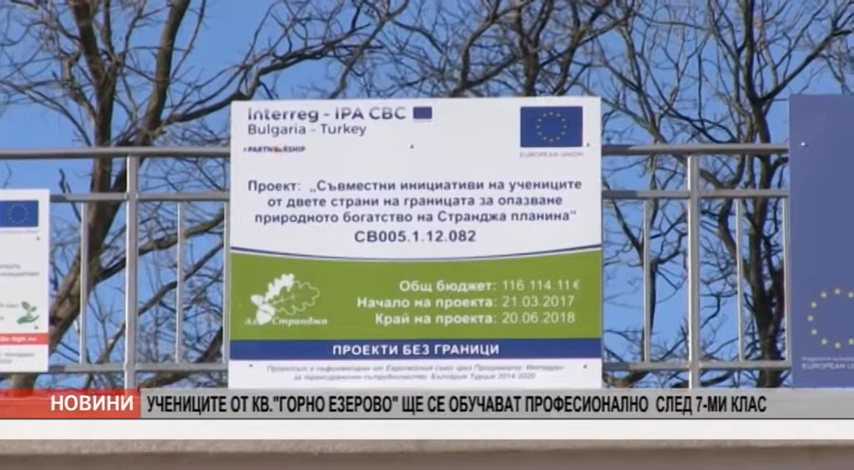 Interreg - IPA CBC
Bulgaria - Turkey
EUROPEAN UNION
Проект: „Съвместни инициативи на учениците
от двете страни на границата за опазване
природното богатство на Странджа планина“
CB005.1.12.082
Общ бюджет: 116 114.11€
Начало на проекта: 21.03 2017
Край на проекта: 20.06 2018
Странджа
ПРОЕКТИ БЕЗ ГРАНИЦИ
НОВИНИ
УЧЕНИЦИТЕ ОТ КВ."ГОРНО ЕЗЕРОВО" ЩЕ СЕ ОБУЧАВАТ ПРОФЕСИОНАЛНО СЛЕД 7-МИ КЛАС